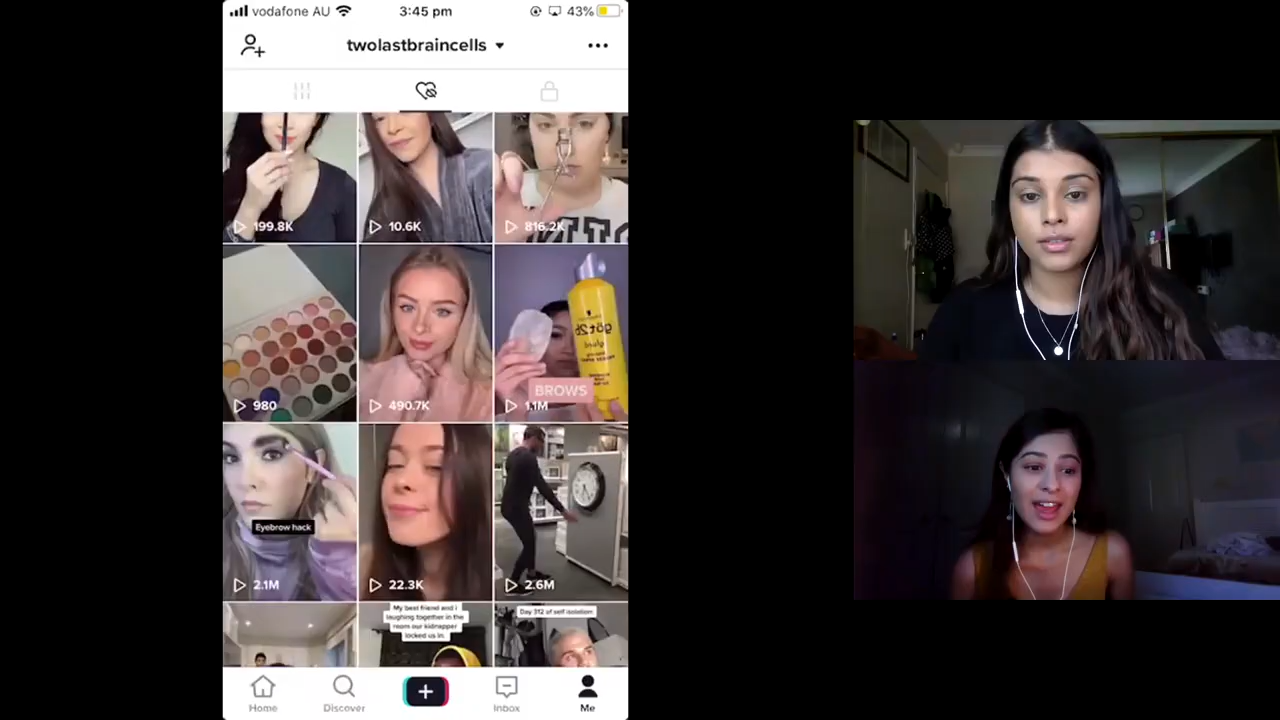 vodafone AU 3:45 pm 43%
twolastbraincells
199.8K 10.6K 816.2K
göt2b
glued
BROWS
980 490.7K 1.1M
Eyebrow hack
2.1M 22.3K 2.6M
My best friend and i
laughing together in the
room our kidnapper
locked us in.
Day 312 of self isolation
Home Discover Inbox Me